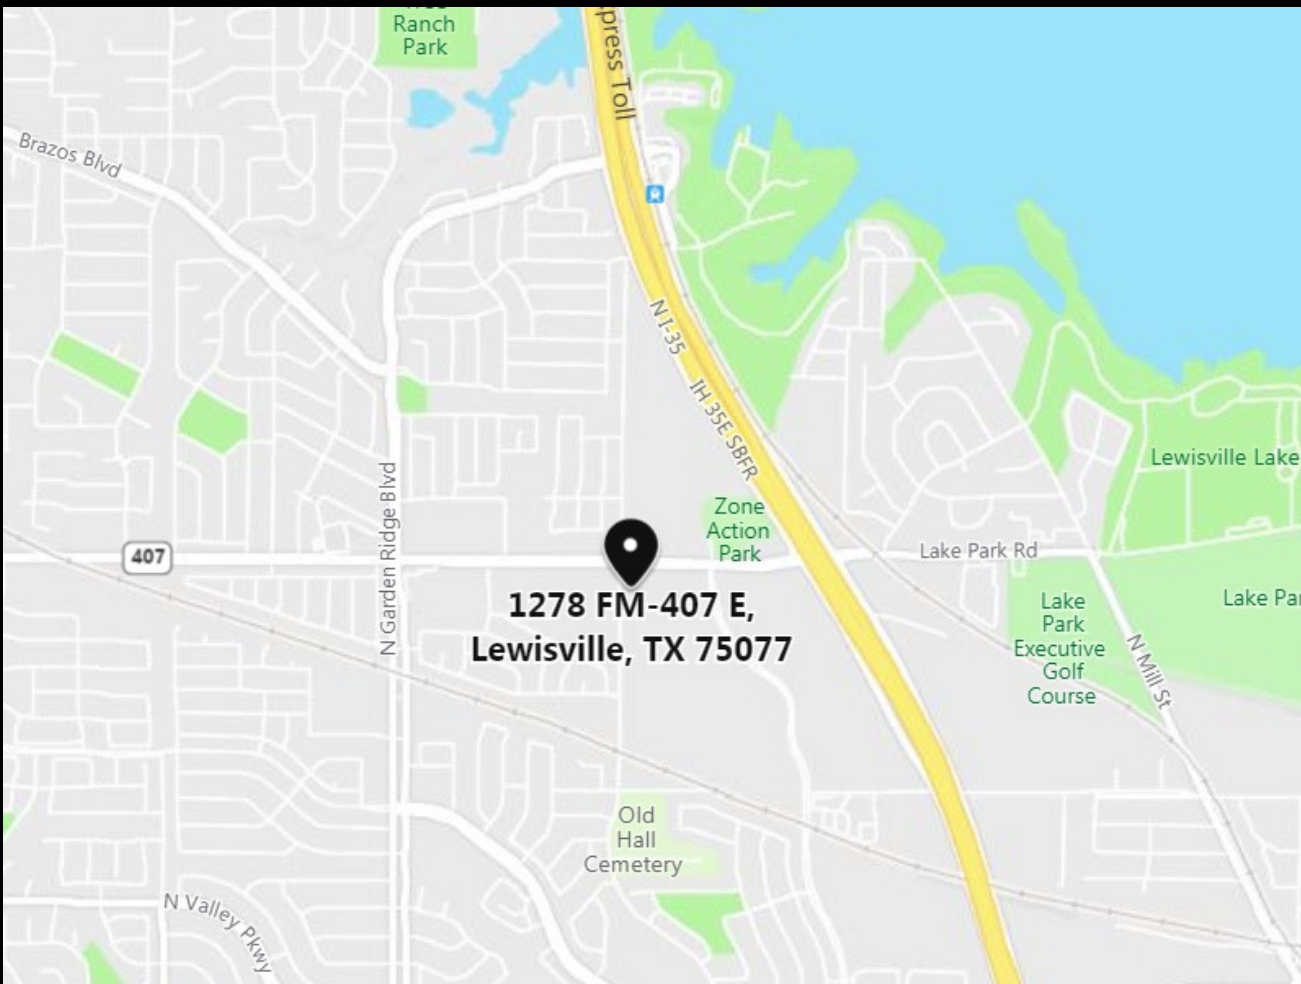 press Toll
Ranch
Park
Brazos Blvd
N I-35
IH 35E SBFR
Lewisville Lake
N Garden Ridge Blvd
Zone
Action
Park
407
Lake Park Rd
1278 FM-407 E,
Lewisville, TX 75077
Lake
Park
Executive
Golf
Course
Lake Par
N Mill St
Old
Hall
Cemetery
N Valley Pkwy